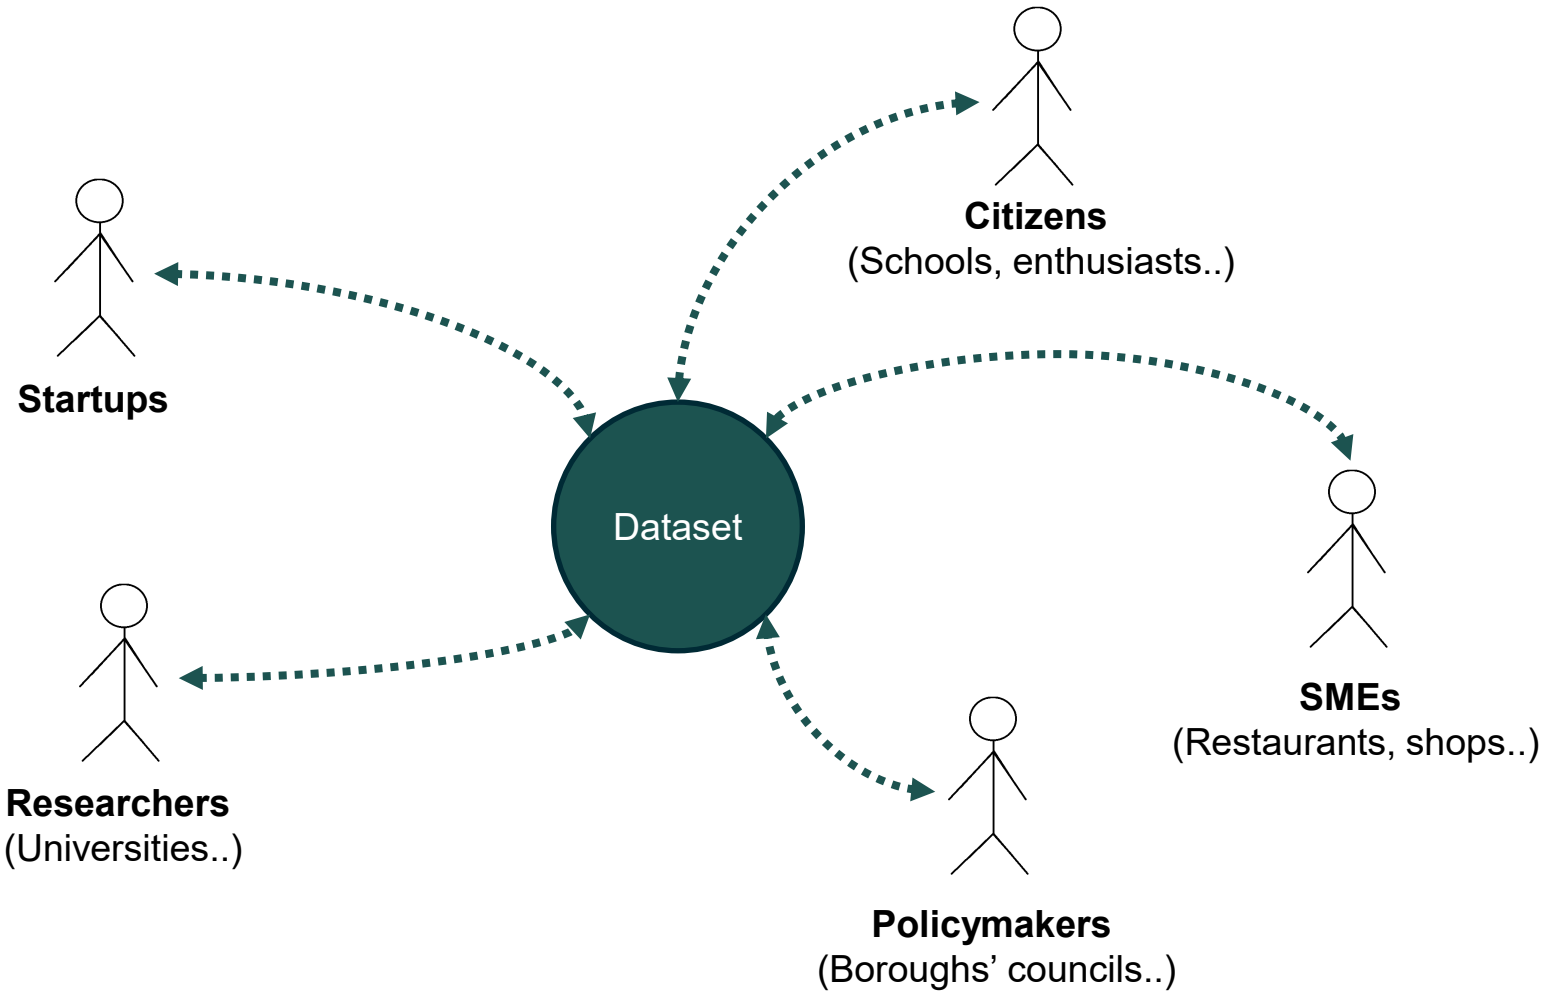 Citizens
(Schools, enthusiasts..)
Startups
Dataset
SMEs
(Restaurants, shops..)
Researchers
(Universities..)
Policymakers
(Boroughs’ councils..)